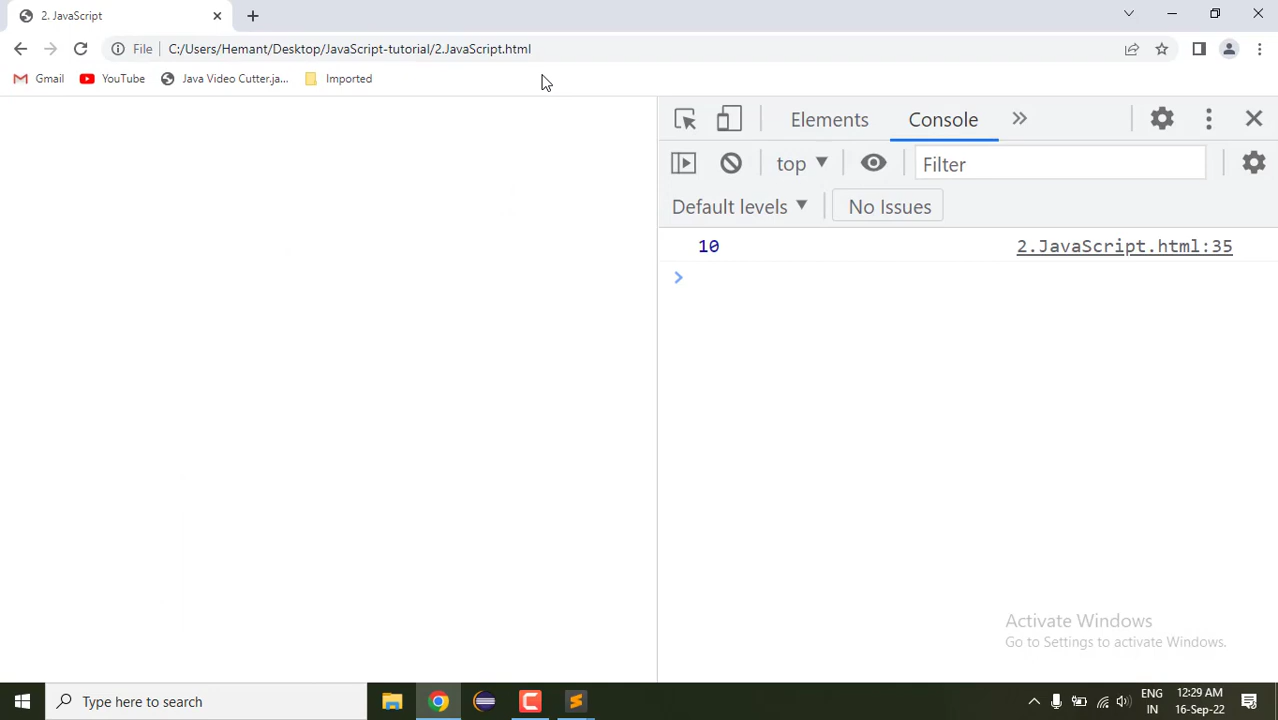 2. JavaScript
File
C:/Users/Hemant/Desktop/JavaScript-tutorial/2.JavaScript.html
Gmail
YouTube
Java Video Cutter.ja...
Imported
Elements
Console
top
Filter
Default levels
No Issues
10
2.JavaScript.html:35
Activate Windows
Go to Settings to activate Windows.
Type here to search
ENG
IN
12:29 AM
16-Sep-22